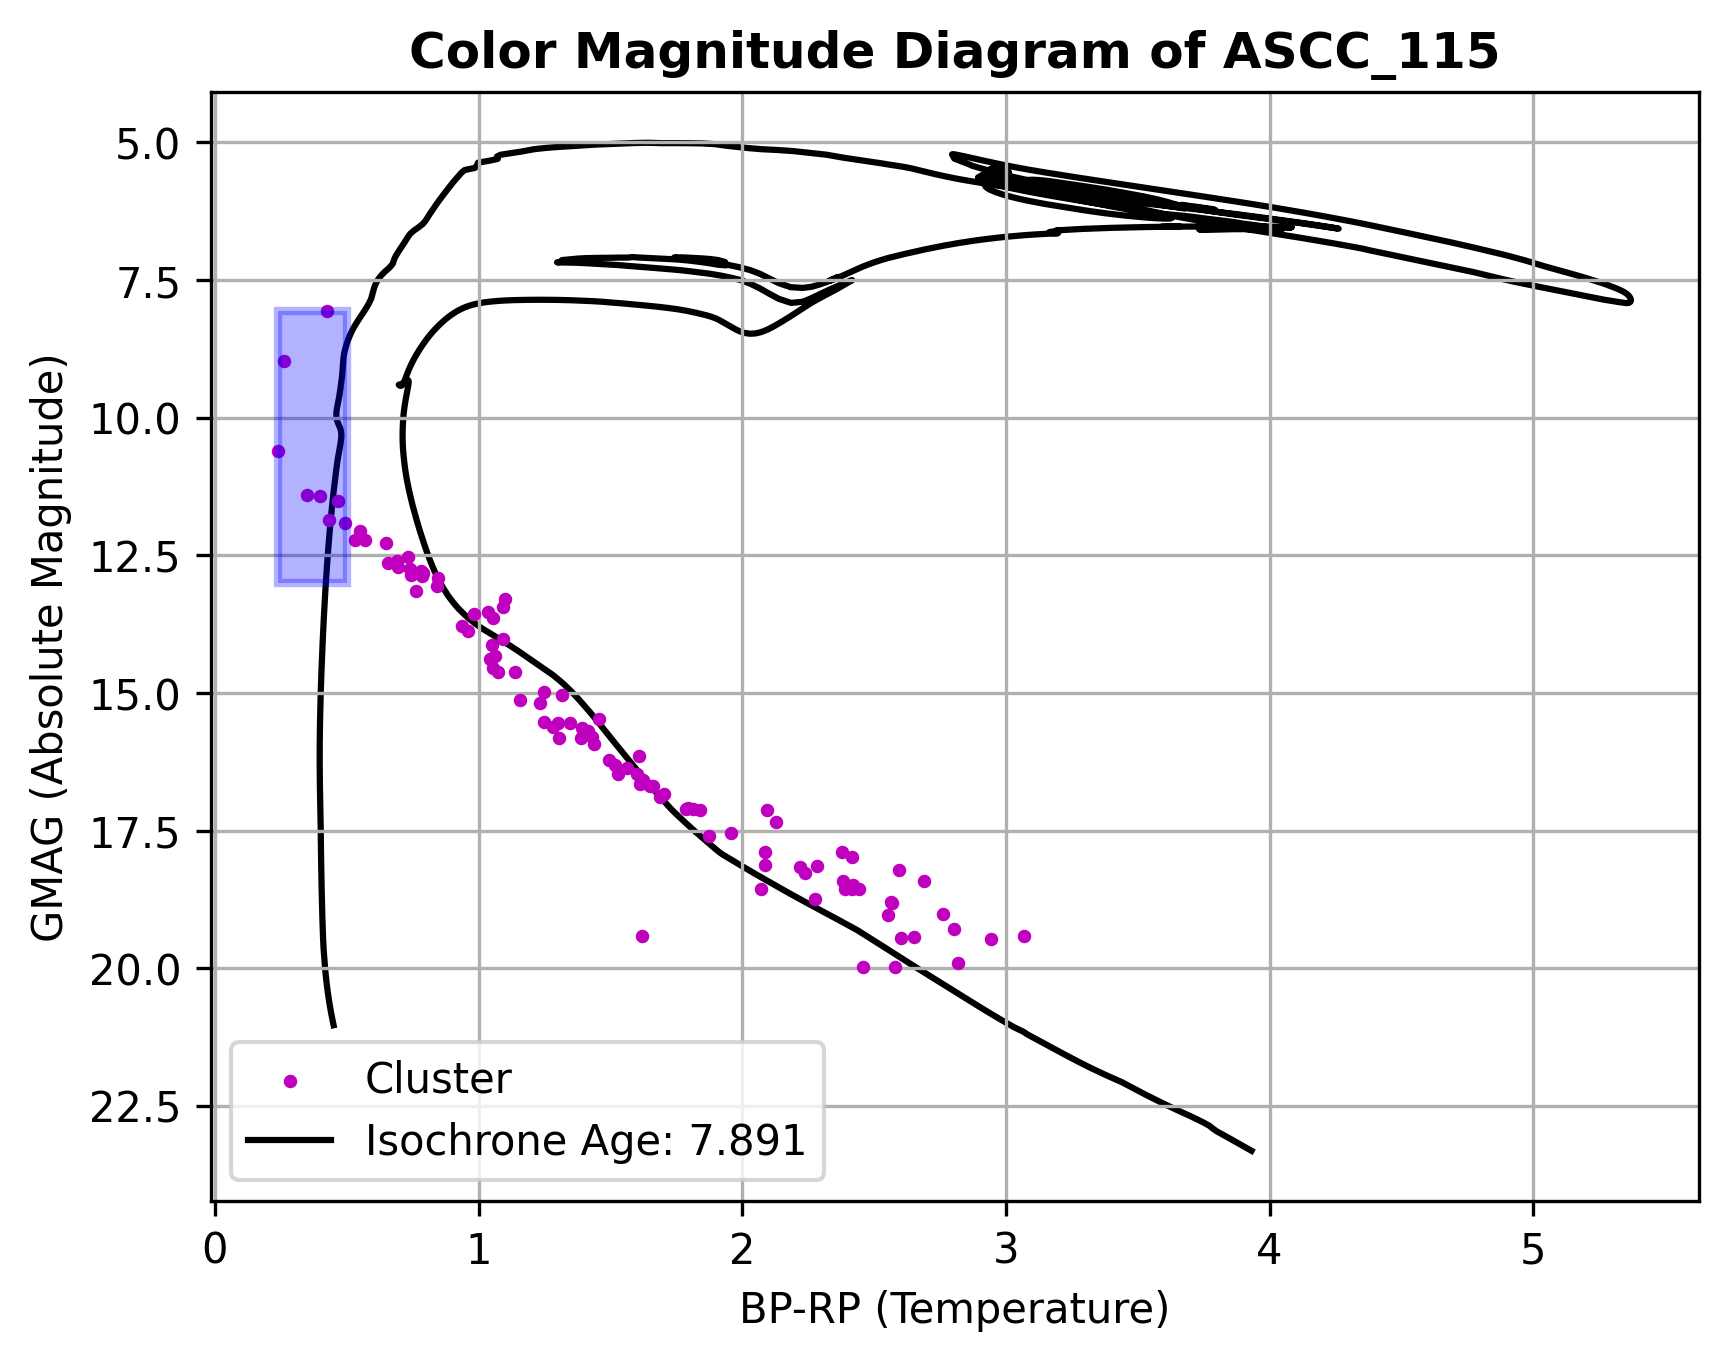 Color Magnitude Diagram of ASCC_115
GMAG (Absolute Magnitude)
5.0
7.5
10.0
12.5
15.0
17.5
20.0
22.5
Cluster
Isochrone Age: 7.891
0 1 2 3 4 5
BP-RP (Temperature)